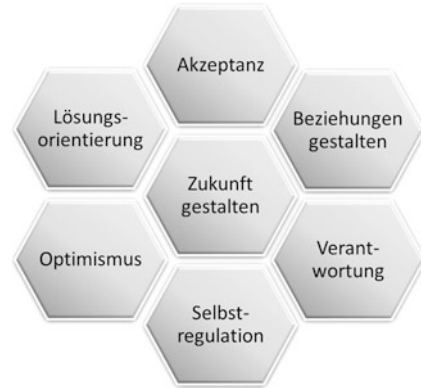 Akzeptanz
Lösungs-
orientierung
Beziehungen
gestalten
Zukunft
gestalten
Optimismus
Verant-
wortung
Selbst-
regulation